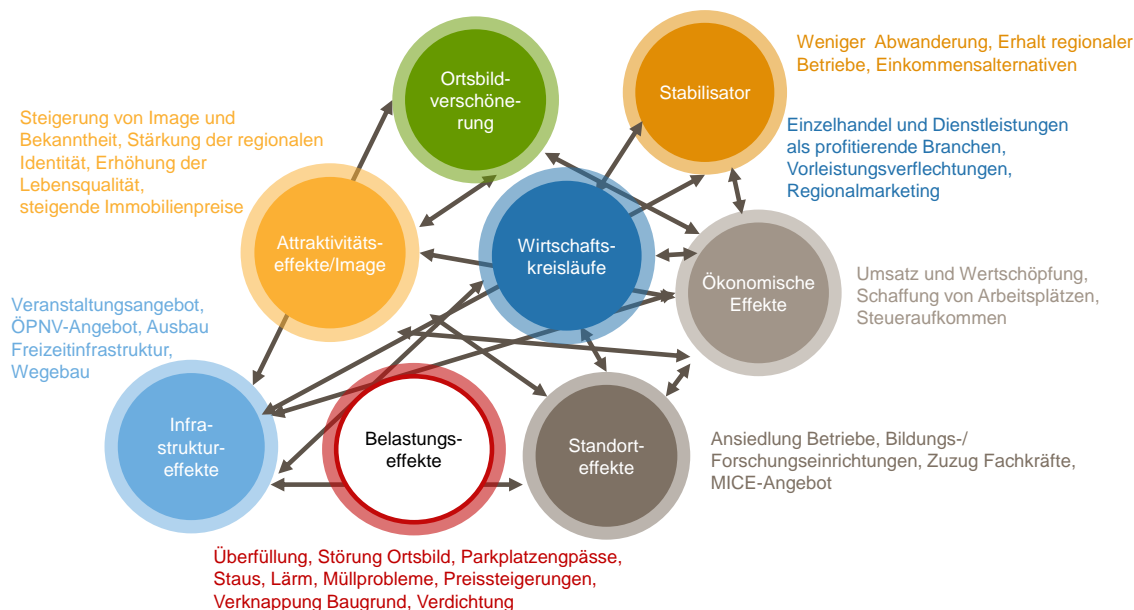 Ortsbild-
verschöne-
rung
Stabilisator
Weniger Abwanderung, Erhalt regionaler
Betriebe, Einkommensalternativen
Steigerung von Image und
Bekanntheit, Stärkung der regionalen
Identität, Erhöhung der
Lebensqualität,
steigende Immobilienpreise
Einzelhandel und Dienstleistungen
als profitierende Branchen,
Vorleistungsverflechtungen,
Regionalmarketing
Attraktivitäts-
effekte/Image
Wirtschafts-
kreisläufe
Ökonomische
Effekte
Umsatz und Wertschöpfung,
Schaffung von Arbeitsplätzen,
Steueraufkommen
Veranstaltungsangebot,
ÖPNV-Angebot, Ausbau
Freizeitinfrastruktur,
Wegebau
Infra-
struktur-
effekte
Belastungs-
effekte
Standort-
effekte
Ansiedlung Betriebe, Bildungs-/
Forschungseinrichtungen, Zuzug Fachkräfte,
MICE-Angebot
Überfüllung, Störung Ortsbild, Parkplatzengpässe,
Staus, Lärm, Müllprobleme, Preissteigerungen,
Verknappung Baugrund, Verdichtung